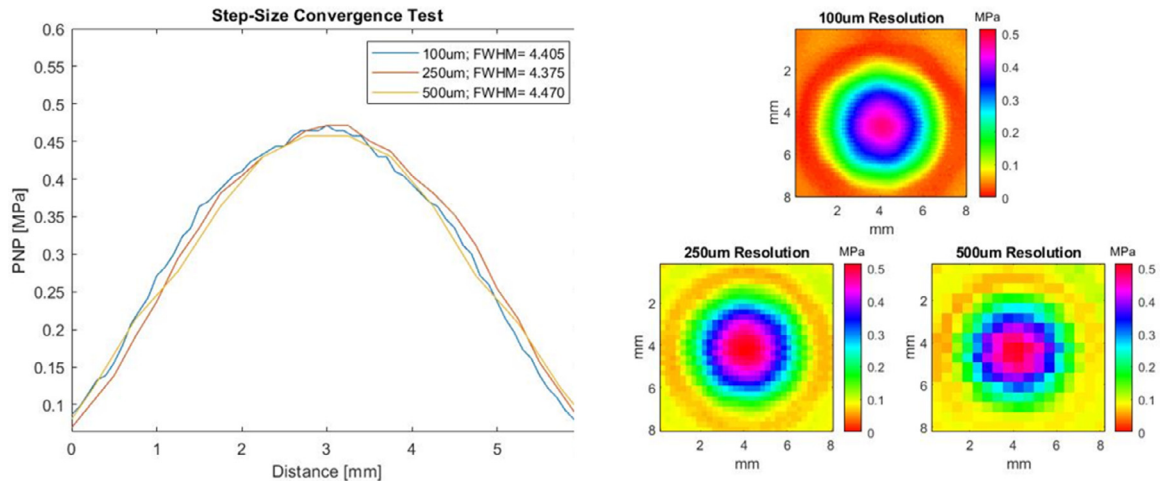 Step-Size Convergence Test
0.6
0.55
0.5
0.45
0.4
0.35
0.3
0.25
0.2
0.15
0.1
PNP [MPa]
100um; FWHM= 4.405
250um; FWHM= 4.375
500um; FWHM= 4.470
0 1 2 3 4 5
Distance [mm]
100um Resolution
MPa
2
4
6
8
mm
2 4 6 8
mm
0.5
0.4
0.3
0.2
0.1
0
250um Resolution
MPa
2
4
6
8
mm
2 4 6 8
mm
0.5
0.4
0.3
0.2
0.1
0
500um Resolution
MPa
2
4
6
8
mm
2 4 6 8
mm
0.5
0.4
0.3
0.2
0.1
0